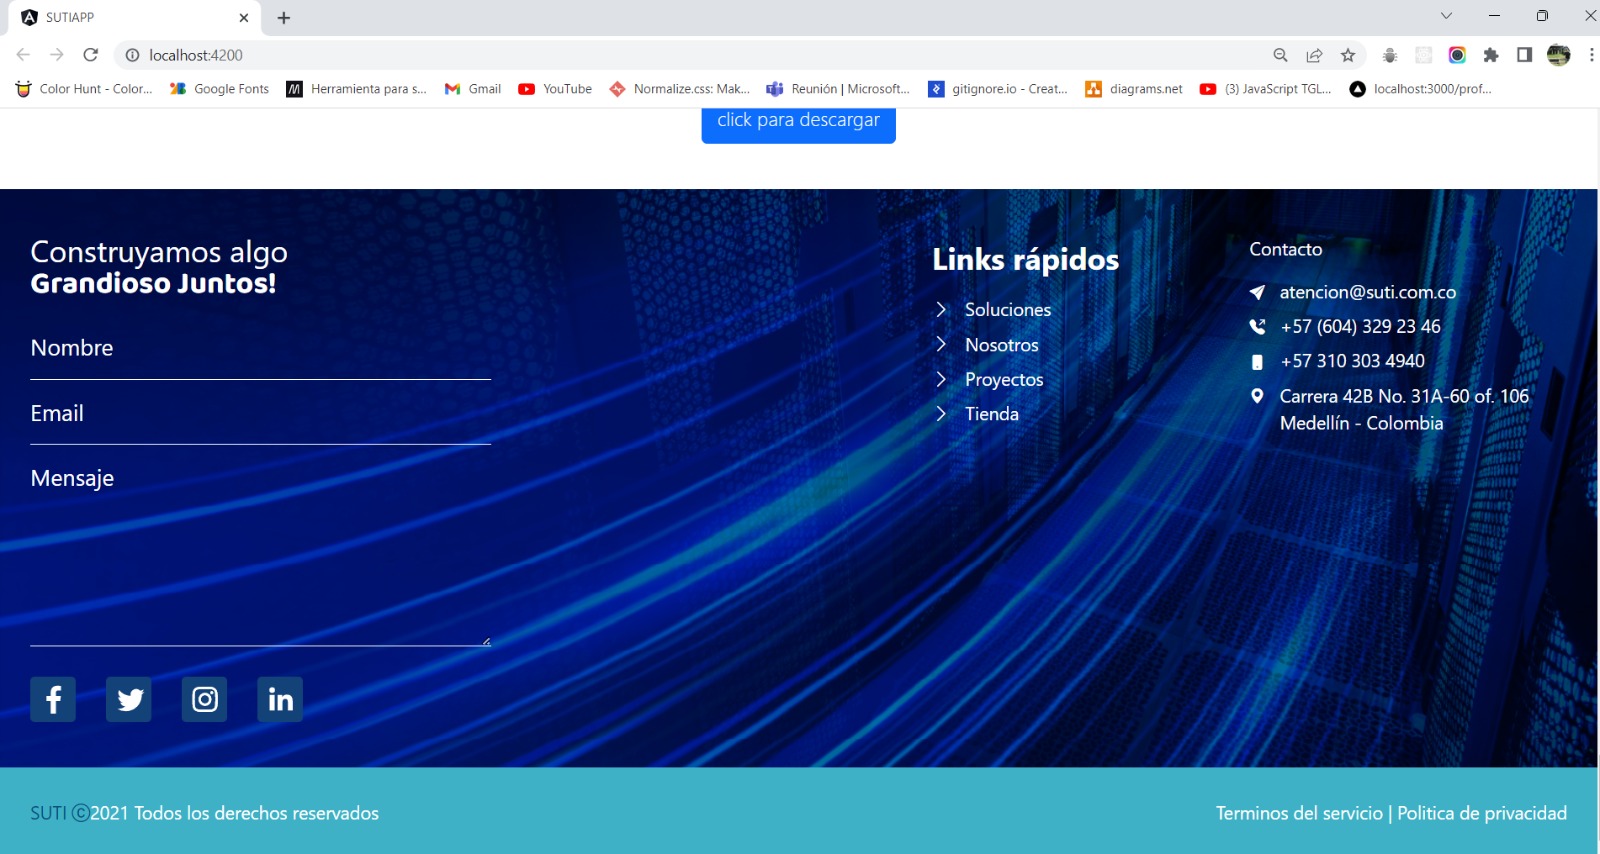 SUTIAPP
localhost:4200
Color Hunt - Color...
Google Fonts
Herramienta para s...
Gmail
YouTube
Normalize.css: Mak...
Reunión | Microsoft...
gitignore.io - Creat...
diagrams.net
(3) JavaScript TGL...
localhost:3000/prof...
click para descargar
Construyamos algo
Grandioso Juntos!
Nombre
Email
Mensaje
Links rápidos
Soluciones
Nosotros
Proyectos
Tienda
Contacto
atencion@suti.com.co
+57 (604) 329 23 46
+57 310 303 4940
Carrera 42B No. 31A-60 of. 106
Medellín - Colombia
SUTI ©2021 Todos los derechos reservados
Terminos del servicio | Politica de privacidad